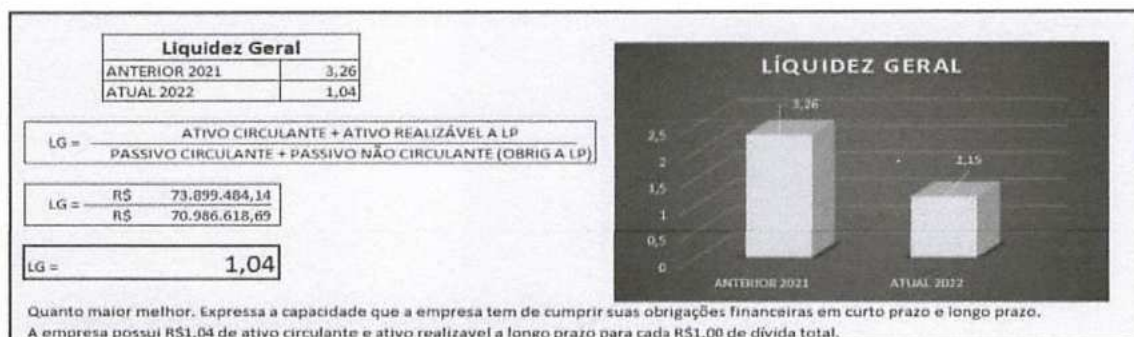 Liquidez Geral
ANTERIOR 2021 3,26
ATUAL 2022 1,04
LG = ATIVO CIRCULANTE + ATIVO REALIZÁVEL A LP
PASSIVO CIRCULANTE + PASSIVO NÃO CIRCULANTE (OBRIG A LP)
LG = R$ 73.899.484,14
R$ 70.986.618,69
LG = 1,04
LÍQUIDEZ GERAL
3,26
2,5
2
1,5
1
0,5
0
1,15
ANTERIOR 2021 ATUAL 2022
Quanto maior melhor. Expressa a capacidade que a empresa tem de cumprir suas obrigações financeiras em curto prazo e longo prazo.
A empresa possui R$1,04 de ativo circulante e ativo realizavel a longo prazo para cada R$1,00 de dívida total.